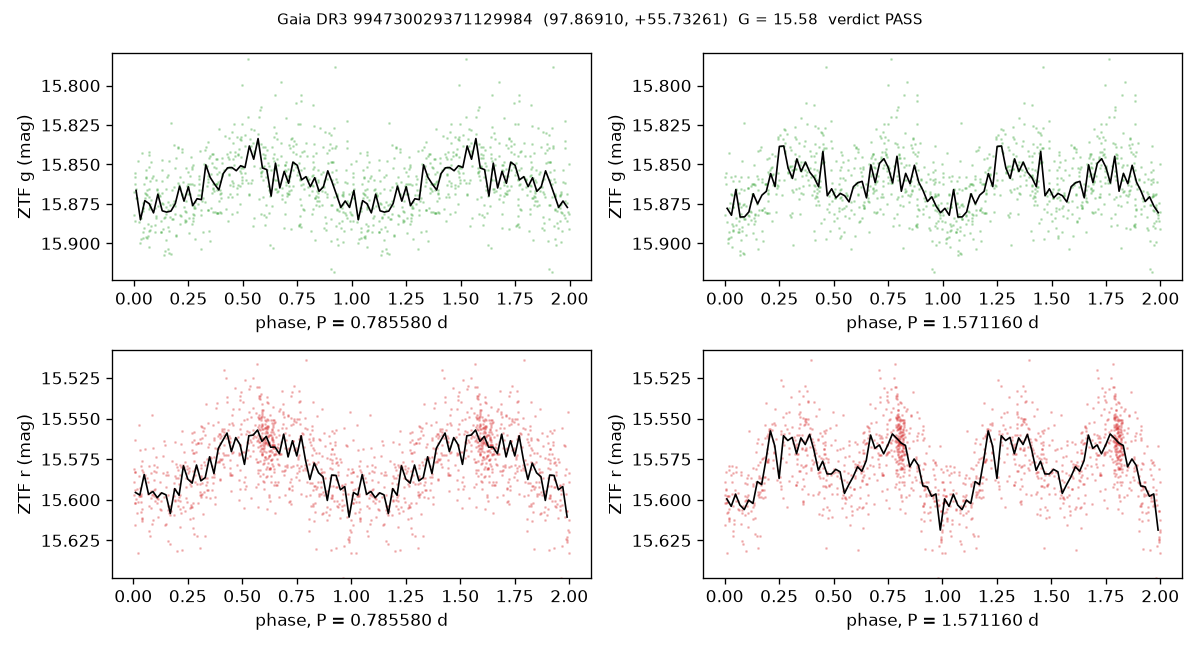 Gaia DR3 994730029371129984  (97.86910, +55.73261)  G = 15.58  verdict PASS
ZTF g (mag)
15.800
15.825
15.850
15.875
15.900
0.00 0.25 0.50 0.75 1.00 1.25 1.50 1.75 2.00
phase, P = 0.785580 d
ZTF g (mag)
15.800
15.825
15.850
15.875
15.900
0.00 0.25 0.50 0.75 1.00 1.25 1.50 1.75 2.00
phase, P = 1.571160 d
ZTF r (mag)
15.525
15.550
15.575
15.600
15.625
0.00 0.25 0.50 0.75 1.00 1.25 1.50 1.75 2.00
phase, P = 0.785580 d
ZTF r (mag)
15.525
15.550
15.575
15.600
15.625
0.00 0.25 0.50 0.75 1.00 1.25 1.50 1.75 2.00
phase, P = 1.571160 d